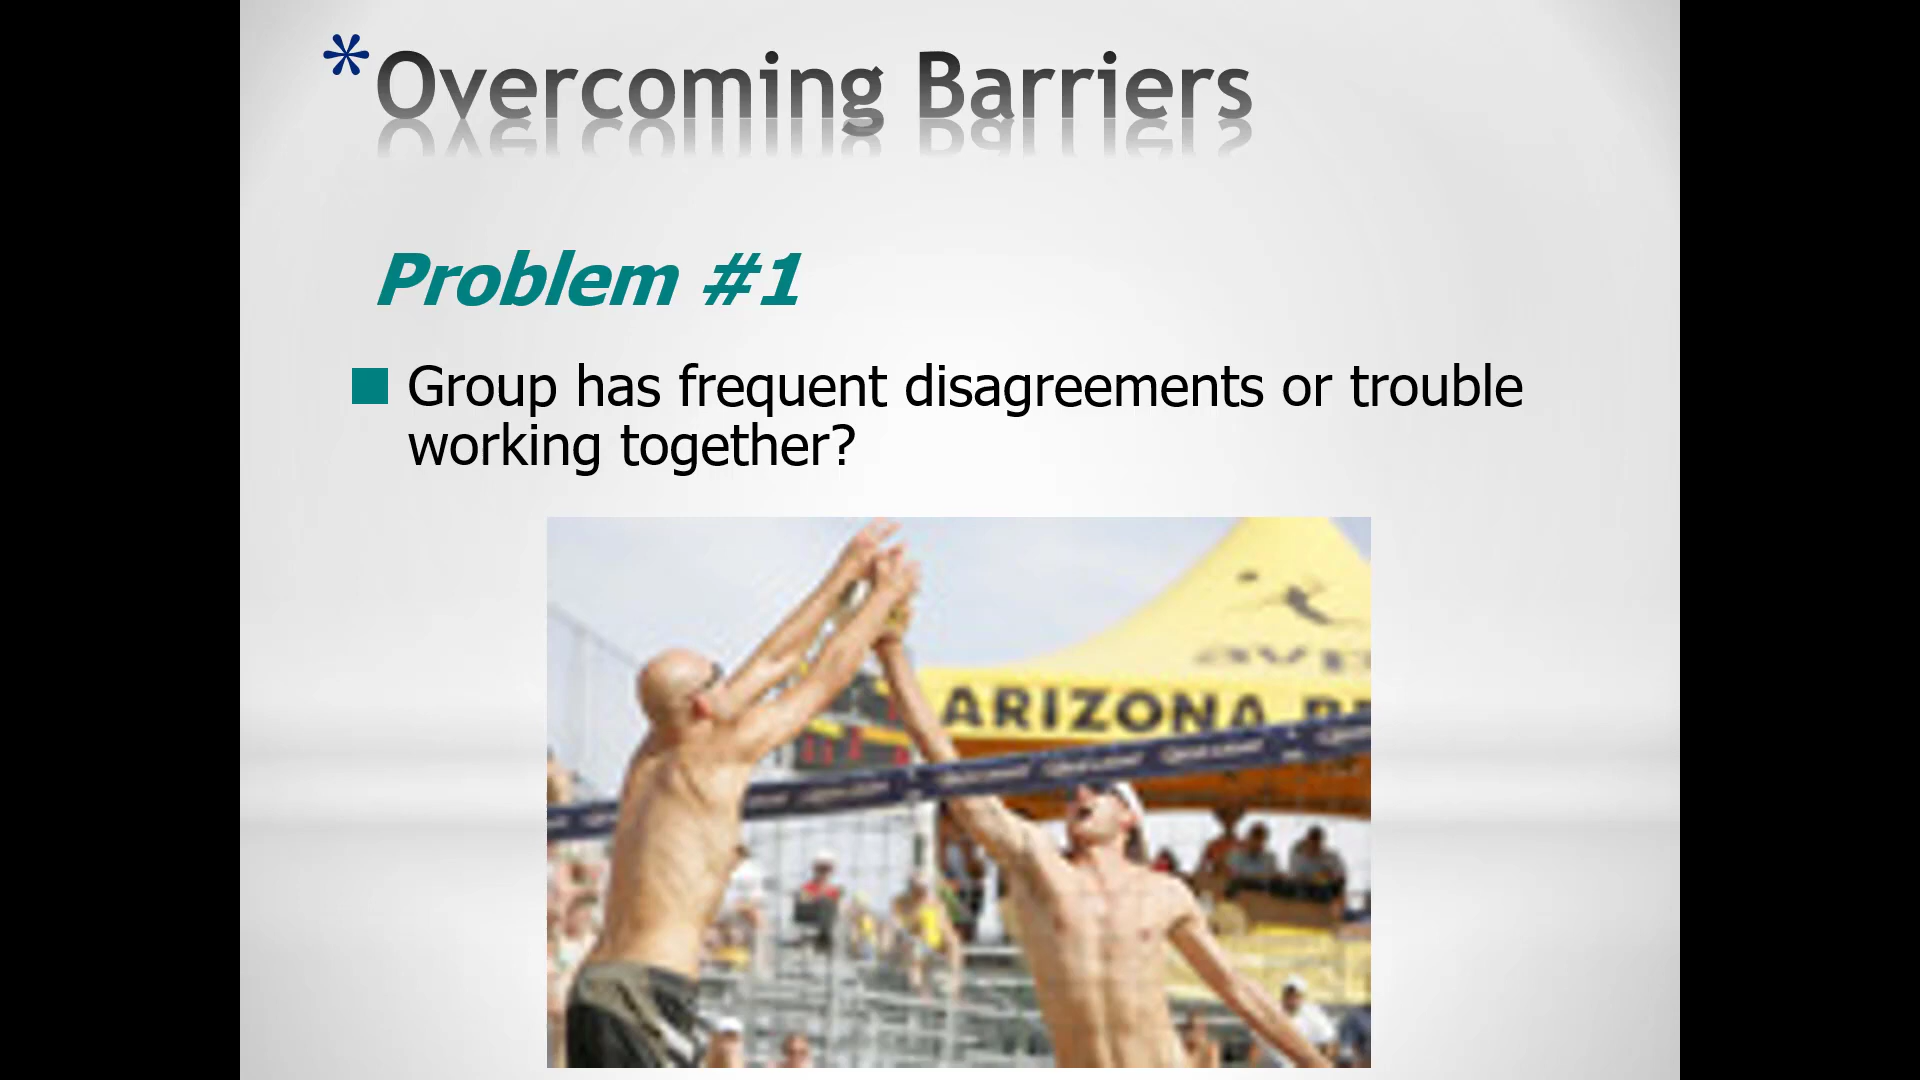 *Overcoming Barriers
Problem #1
Group has frequent disagreements or trouble
working together?
ARIZONA